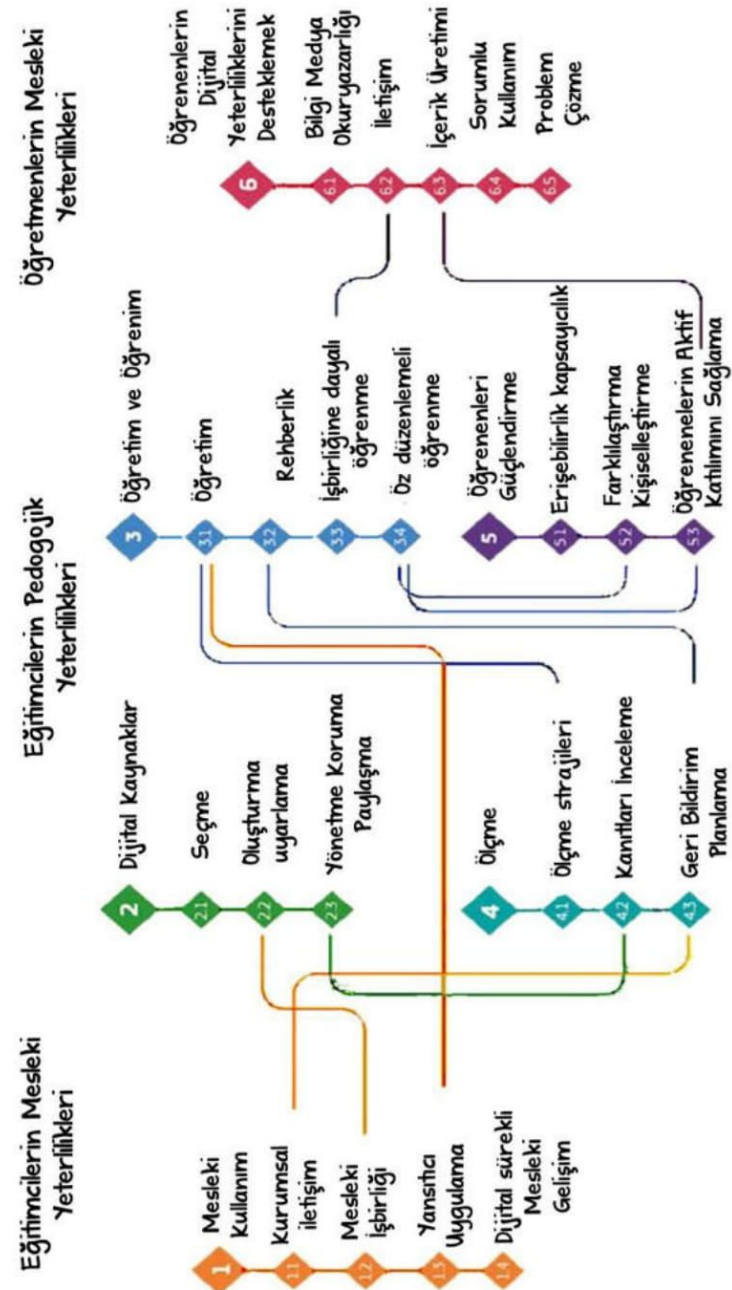 Eğitimcilerin Mesleki
Yeterlilikleri
Eğitimcilerin Pedogojik
Yeterlilikleri
Öğretmenlerin Mesleki
Yeterlilikleri
1
Mesleki
Kullanım
1.1
Kurumsal
iletişim
1.2
Mesleki
İşbirliği
1.3
Yansıtıcı
Uygulama
1.4
Dijital sürekli
Mesleki
Gelişim
2
Dijital Kaynaklar
2.1
Seçme
2.2
Oluşturma
uyarlama
2.3
Yönetme Koruma
Paylaşma
4
Ölçme
4.1
Ölçme strajileri
4.2
Kanıtları İnceleme
4.3
Geri Bildirim
Planlama
3
Öğretim ve Öğrenim
3.1
Öğretim
3.2
Rehberlik
3.3
İşbirliğine dayalı
öğrenme
3.4
Öz düzenlemeli
öğrenme
5
Öğrenenleri
Güçlendirme
5.1
Erişebilirlik kapsayıcılık
5.2
Farklılaştırma
Kişiselleştirme
5.3
Öğrenenelerin Aktif
Katılımını Sağlama
6
Öğrenenlerin
Dijital
Yeterliliklerini
Desteklemek
6.1
Bilgi Medya
Okuryazarlığı
6.2
İletişim
6.3
İçerik Üretimi
6.4
Sorumlu
Kullanım
6.5
Problem
Çözme